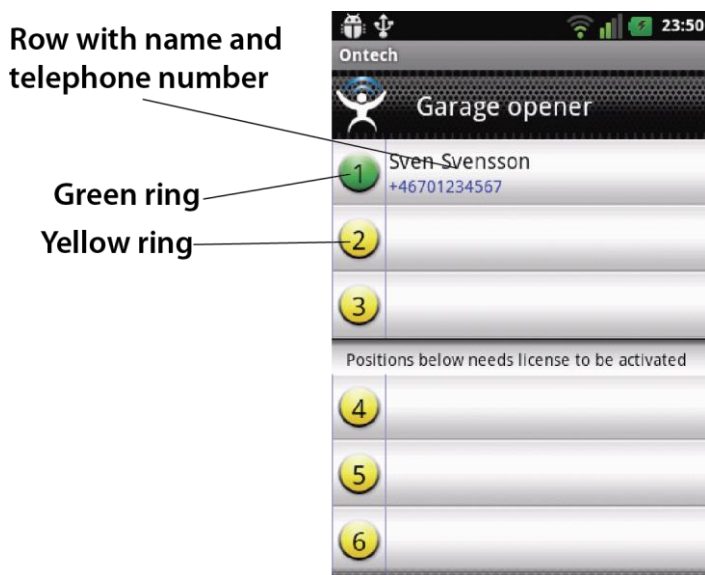 Row with name and
telephone number
Green ring
Yellow ring
23:50
Ontech
Garage opener
1
Sven Svensson
+46701234567
2
3
Positions below needs license to be activated
4
5
6